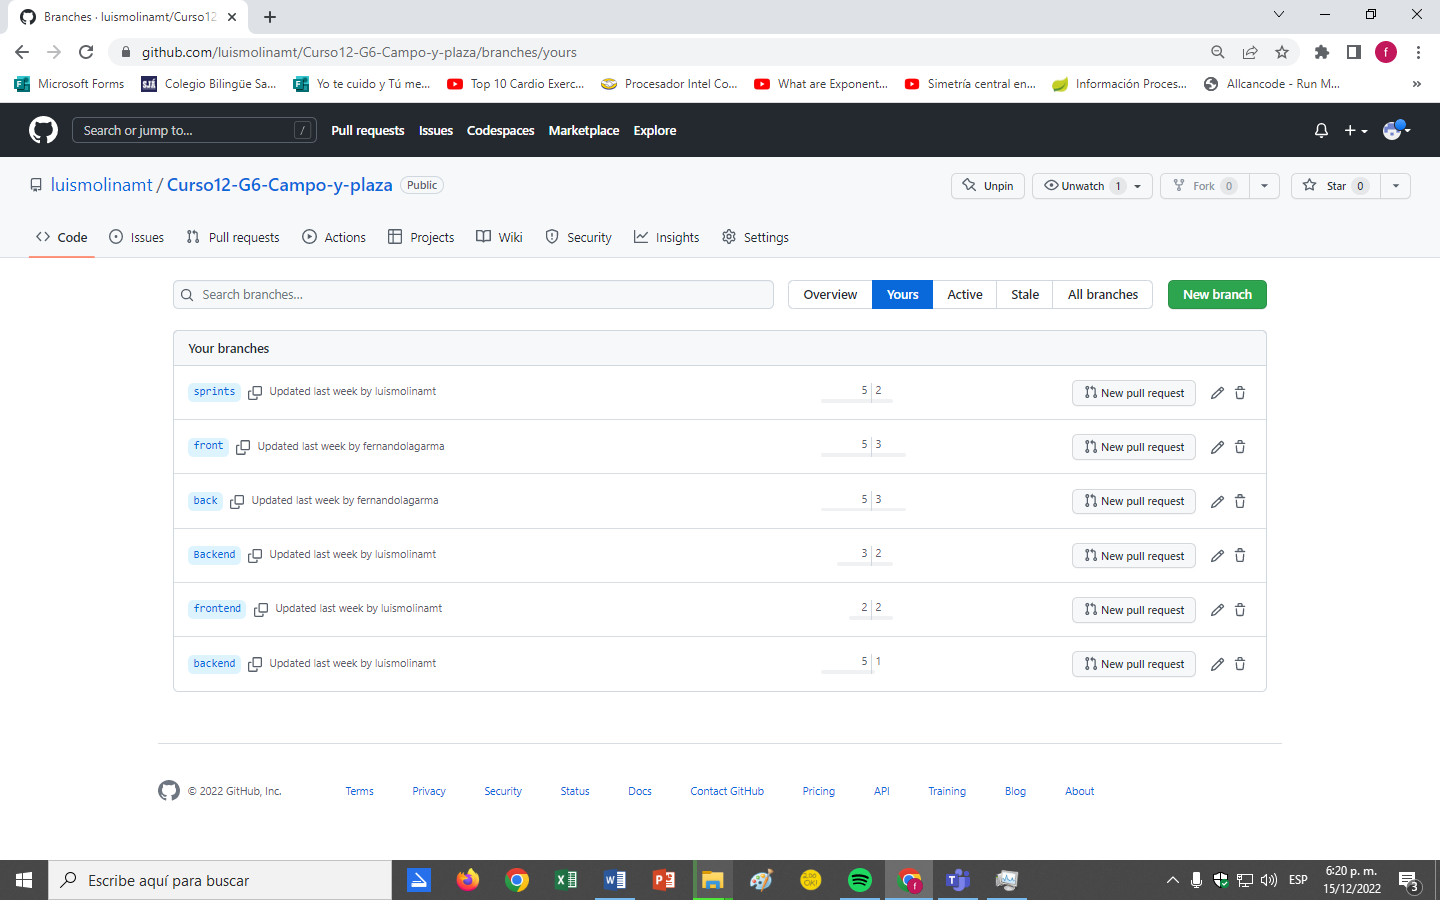 Branches · luismolinamt/Curso12
github.com/luismolinamt/Curso12-G6-Campo-y-plaza/branches/yours
f
Microsoft Forms
Colegio Bilingüe Sa...
Yo te cuido y Tú me...
Top 10 Cardio Exerc...
Procesador Intel Co...
What are Exponent...
Simetría central en...
Información Proces...
Allcancode - Run M...
»
Search or jump to... /
Pull requests
Issues
Codespaces
Marketplace
Explore
luismolinamt / Curso12-G6-Campo-y-plaza Public
Unpin
Unwatch 1
Fork 0
Star 0
Code
Issues
Pull requests
Actions
Projects
Wiki
Security
Insights
Settings
Search branches...
Overview
Yours
Active
Stale
All branches
New branch
Your branches
sprints Updated last week by luismolinamt 5 2 New pull request
front Updated last week by fernandolagarma 5 3 New pull request
back Updated last week by fernandolagarma 5 3 New pull request
Backend Updated last week by luismolinamt 3 2 New pull request
frontend Updated last week by luismolinamt 2 2 New pull request
backend Updated last week by luismolinamt 5 1 New pull request
© 2022 GitHub, Inc.
Terms
Privacy
Security
Status
Docs
Contact GitHub
Pricing
API
Training
Blog
About
Escribe aquí para buscar
ESP
6:20 p. m.
15/12/2022
3